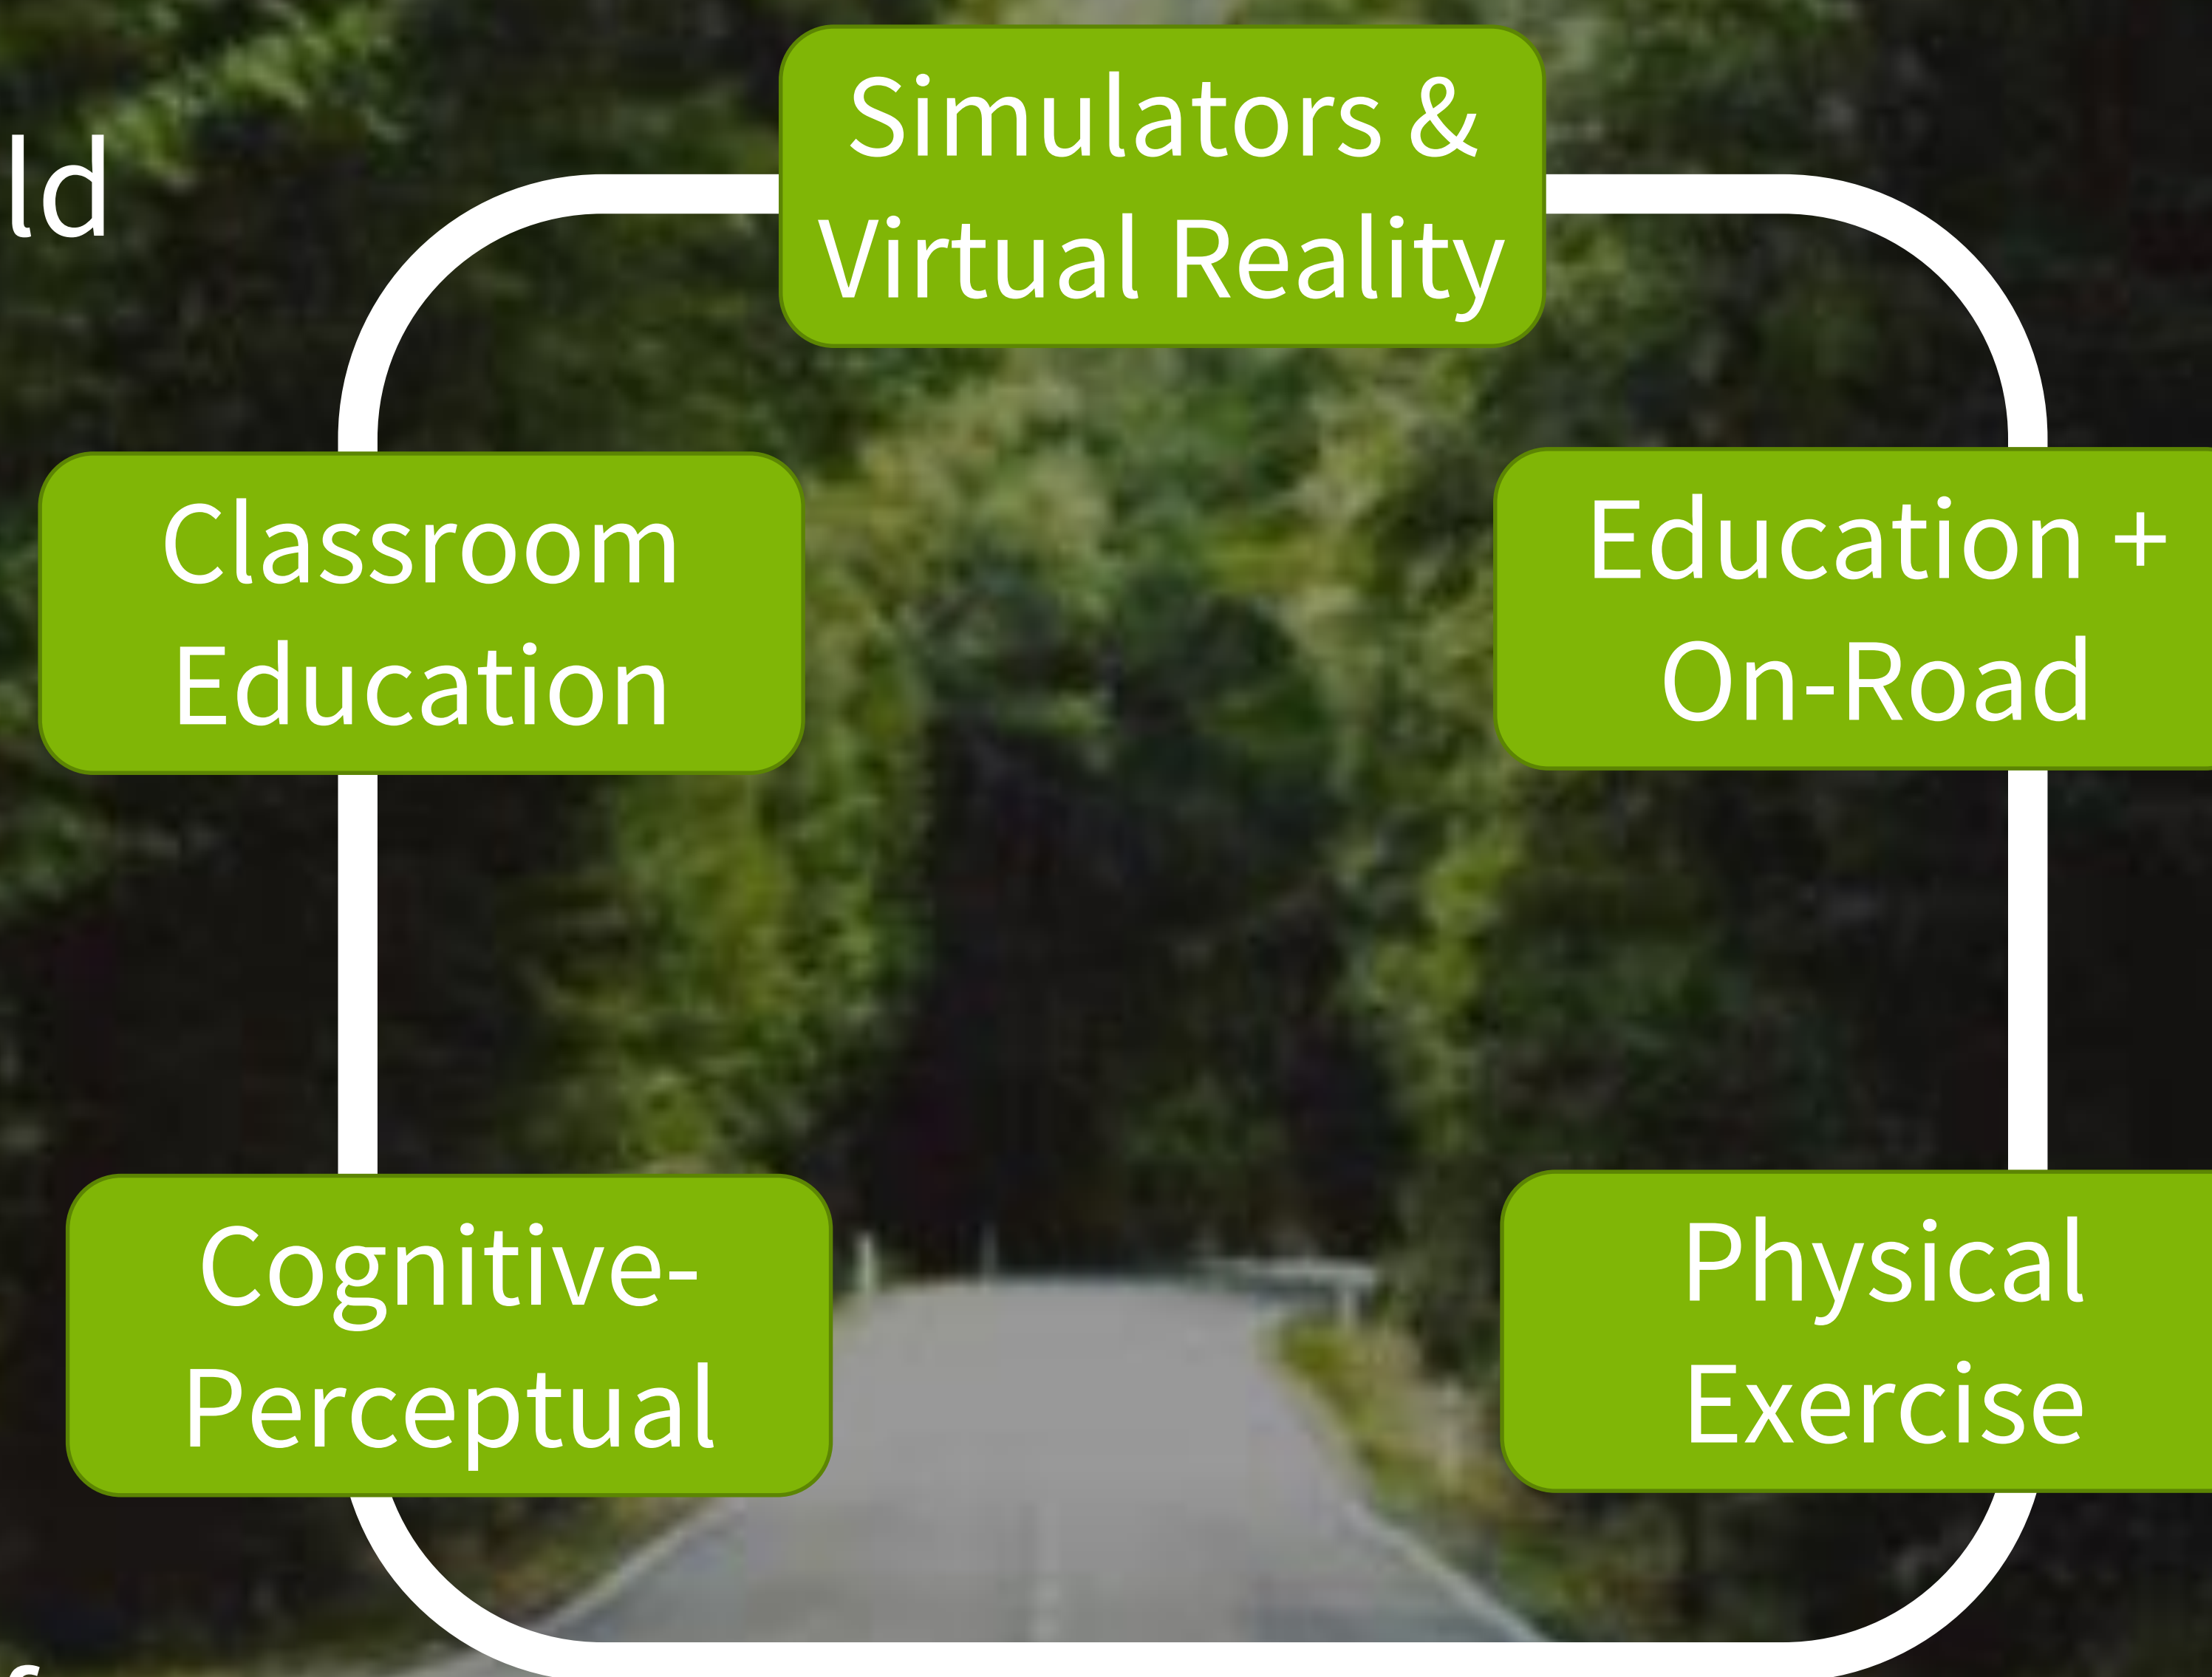 ld
Simulators &
Virtual Reality
Classroom
Education
Education +
On-Road
Cognitive-
Perceptual
Physical
Exercise